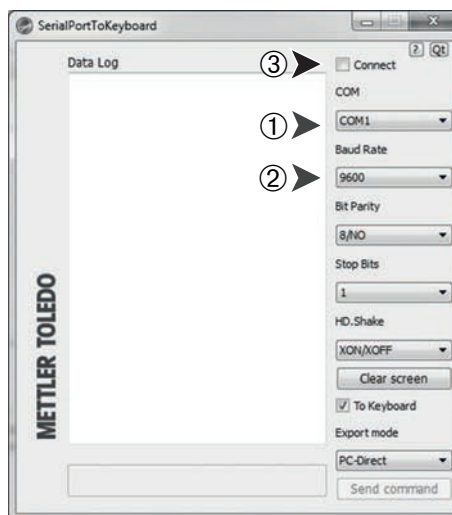 SerialPortToKeyboard
? Qt
Data Log
③ Connect
COM
① COM1
Baud Rate
② 9600
Bit Parity
8/NO
Stop Bits
1
HD.Shake
XON/XOFF
Clear screen
To Keyboard
Export mode
PC-Direct
Send command
METTLER TOLEDO